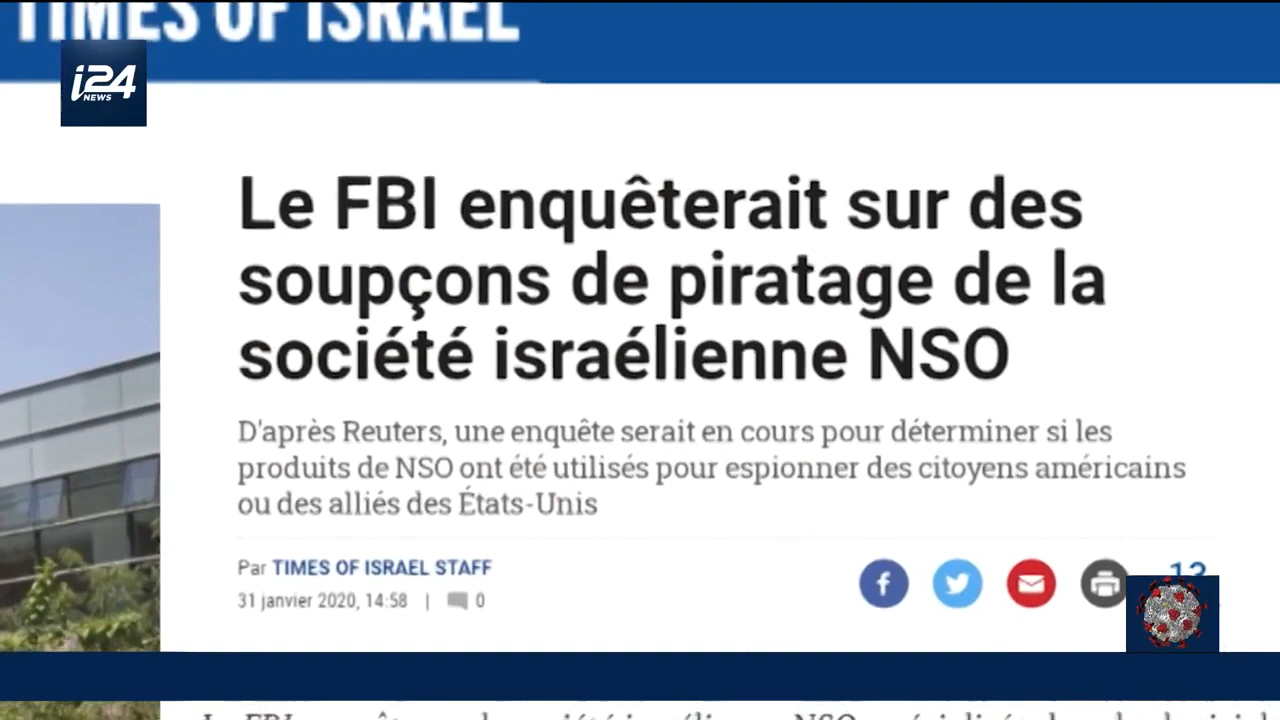 TIMES OF ISRAEL
i24
NEWS
Le FBI enquêterait sur des
soupçons de piratage de la
société israélienne NSO
D'après Reuters, une enquête serait en cours pour déterminer si les
produits de NSO ont été utilisés pour espionner des citoyens américains
ou des alliés des États-Unis
Par TIMES OF ISRAEL STAFF
31 janvier 2020, 14:58 | 0